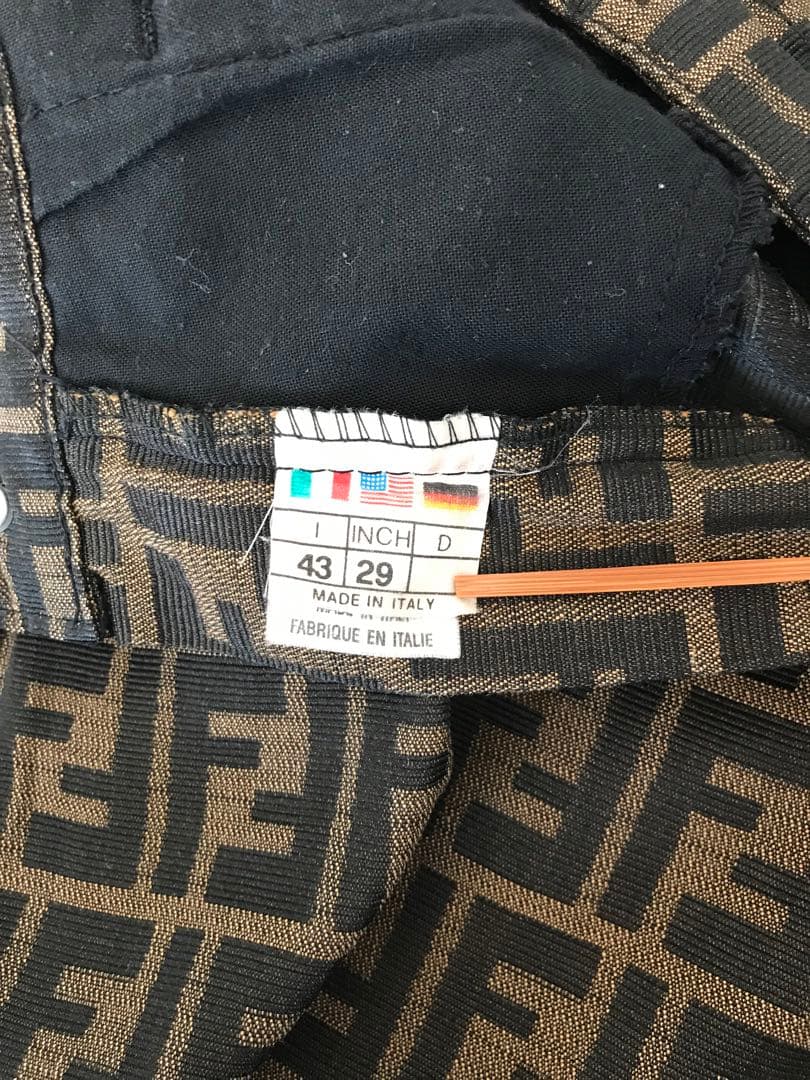 I INCH D
43 29
MADE IN ITALY
FABRIQUE EN ITALIE